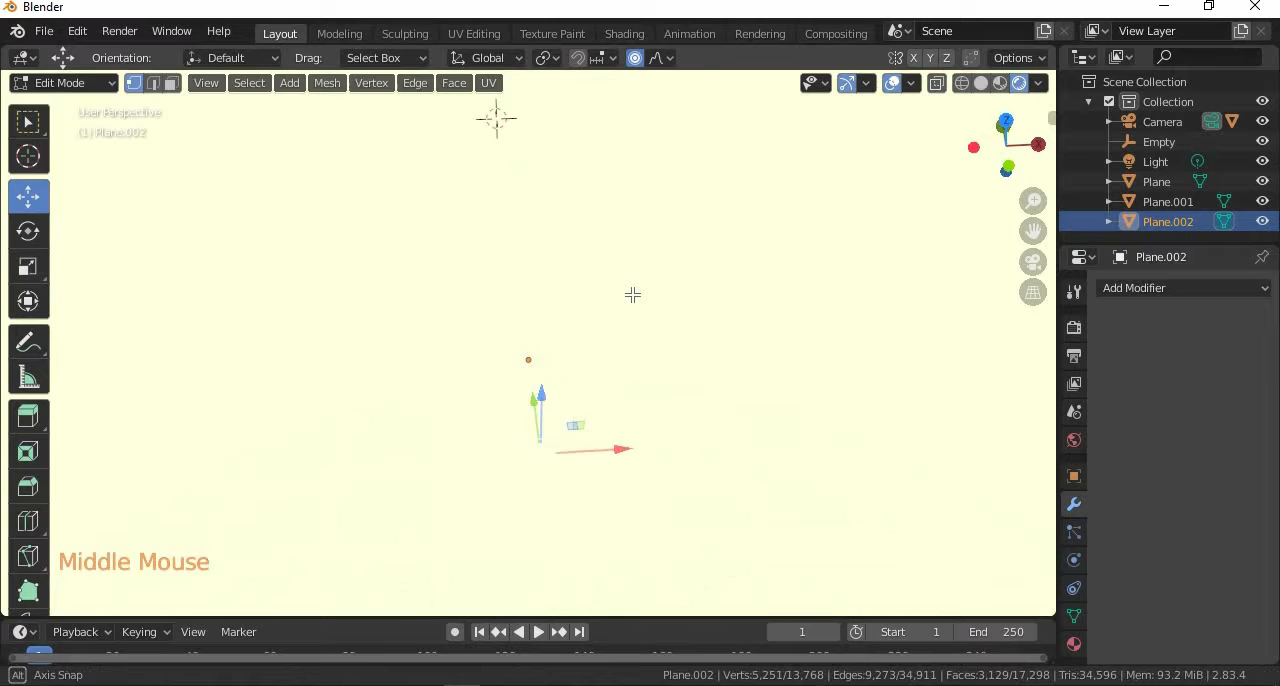 Blender
File Edit Render Window Help Layout Modeling Sculpting UV Editing Texture Paint Shading Animation Rendering Compositing Scene View Layer
Orientation: Default Drag: Select Box Global X Y Z Options
Edit Mode View Select Add Mesh Vertex Edge Face UV
User Perspective
(1) Plane.002
Z
X
Scene Collection
Collection
Camera
Empty
Light
Plane
Plane.001
Plane.002
Plane.002
Add Modifier
Middle Mouse
Playback Keying View Marker 1 Start 1 End 250
Alt Axis Snap Plane.002 | Verts:5,251/13,768 | Edges:9,273/34,911 | Faces:3,129/17,298 | Tris:34,596 | Mem: 93.2 MiB | 2.83.4